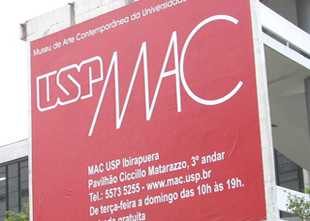 Museu de Arte Contemporânea da Universidade
USP MAC
MAC USP Ibirapuera
Pavilhão Ciccillo Matarazzo, 3º andar
Tel.: 5573 5255 - www.mac.usp.br
De terça-feira a domingo das 10h às 19h.
gratuita